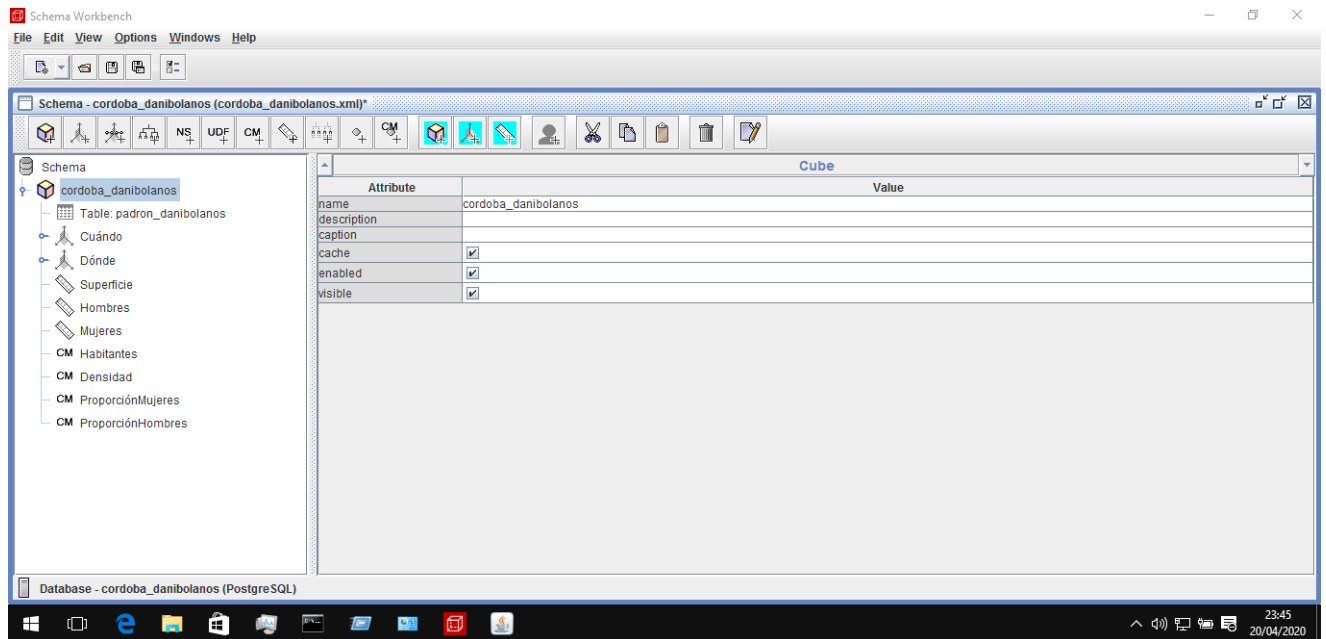 Schema Workbench
File Edit View Options Windows Help
Schema - cordoba_danibolanos (cordoba_danibolanos.xml)*
NS UDF CM CM
Schema
Cube
cordoba_danibolanos
Attribute Value
Table: padron_danibolanos
name cordoba_danibolanos
description
Cuándo
caption
Dónde
cache
Superficie
enabled
Hombres
visible
Mujeres
CM Habitantes
CM Densidad
CM ProporciónMujeres
CM ProporciónHombres
Database - cordoba_danibolanos (PostgreSQL)
23:45
20/04/2020